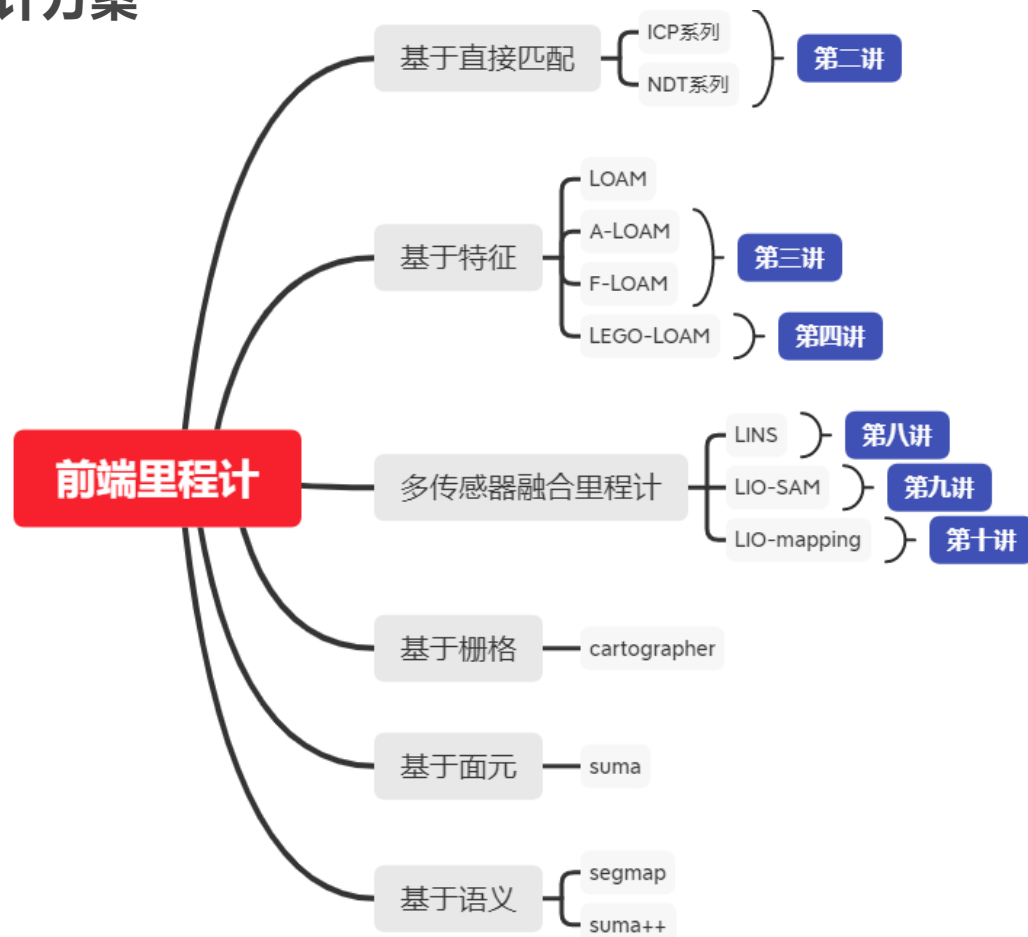 计方案
基于直接匹配
ICP系列
NDT系列
第二讲
基于特征
LOAM
A-LOAM
F-LOAM
第三讲
LEGO-LOAM
第四讲
前端里程计
多传感器融合里程计
LINS
第八讲
LIO-SAM
第九讲
LIO-mapping
第十讲
基于栅格
cartographer
基于面元
suma
基于语义
segmap
suma++